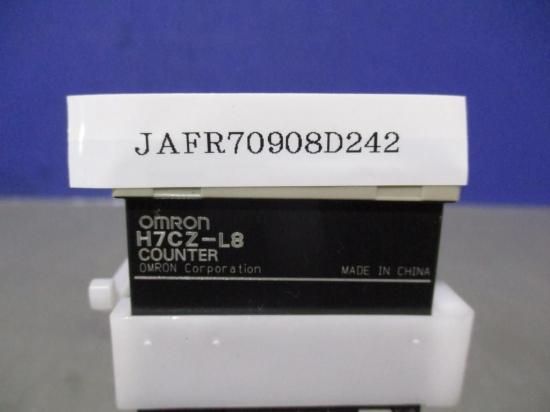 JAFR70908D242
OMRON
H7CZ-L8
COUNTER
OMRON Corporation MADE IN CHINA